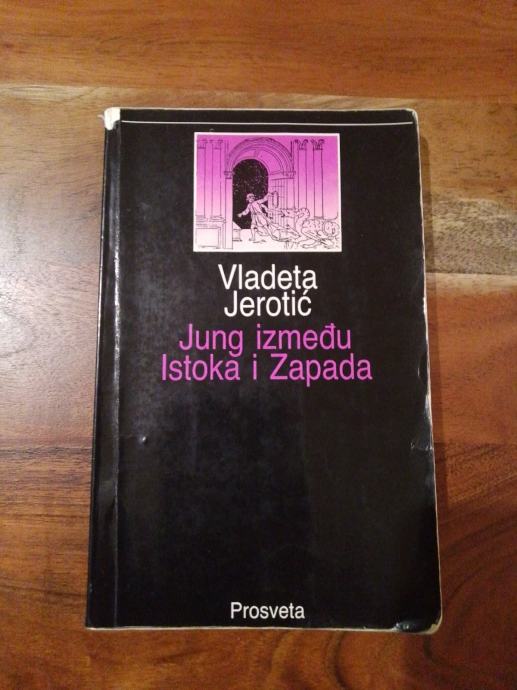 Vladeta
Jerotić
Jung između
Istoka i Zapada
Prosveta